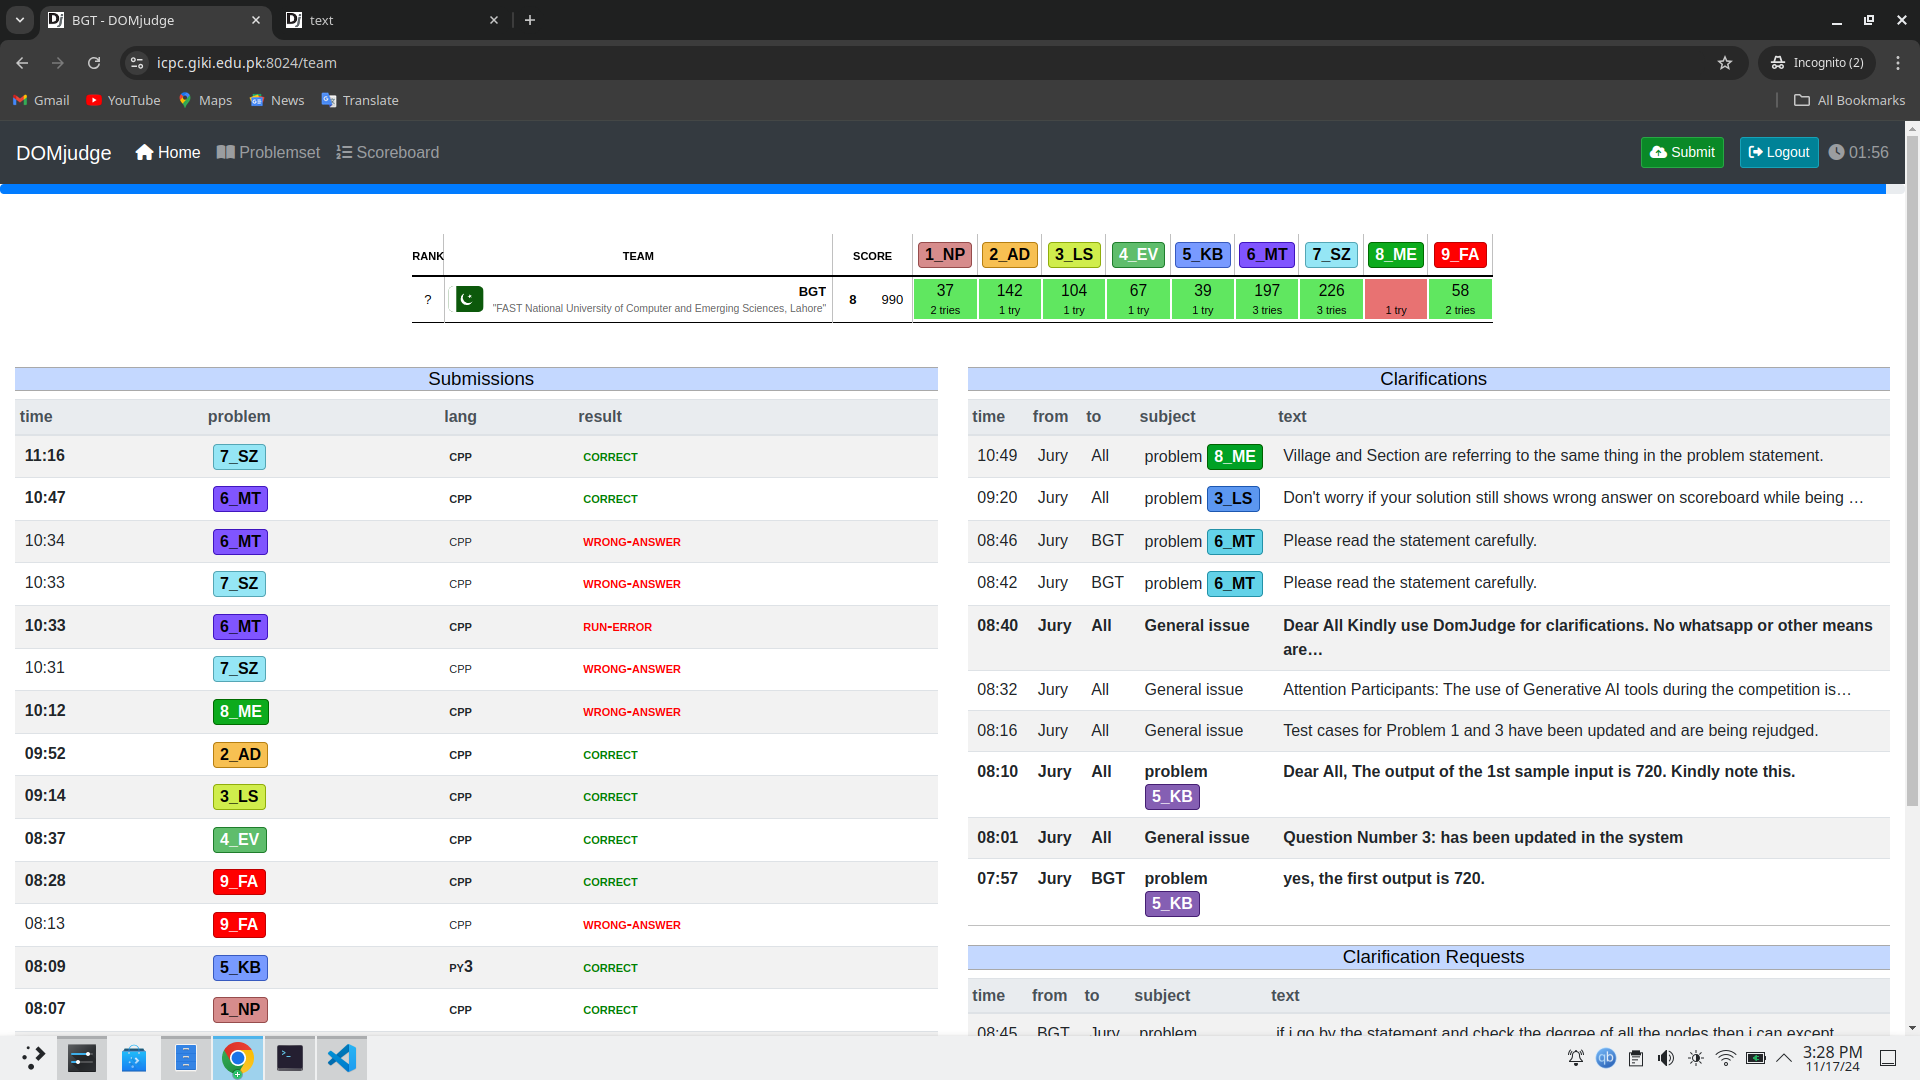 BGT - DOMjudge
text
icpc.giki.edu.pk:8024/team
Incognito (2)
Gmail YouTube Maps News Translate All Bookmarks
DOMjudge Home Problemset Scoreboard Submit Logout 01:56
RANK TEAM SCORE 1_NP 2_AD 3_LS 4_EV 5_KB 6_MT 7_SZ 8_ME 9_FA
? BGT 8 990 37 142 104 67 39 197 226 58
"FAST National University of Computer and Emerging Sciences, Lahore" 2 tries 1 try 1 try 1 try 1 try 3 tries 3 tries 1 try 2 tries
Submissions
time problem lang result
11:16 7_SZ CPP CORRECT
10:47 6_MT CPP CORRECT
10:34 6_MT CPP WRONG-ANSWER
10:33 7_SZ CPP WRONG-ANSWER
10:33 6_MT CPP RUN-ERROR
10:31 7_SZ CPP WRONG-ANSWER
10:12 8_ME CPP WRONG-ANSWER
09:52 2_AD CPP CORRECT
09:14 3_LS CPP CORRECT
08:37 4_EV CPP CORRECT
08:28 9_FA CPP CORRECT
08:13 9_FA CPP WRONG-ANSWER
08:09 5_KB PY3 CORRECT
08:07 1_NP CPP CORRECT
Clarifications
time from to subject text
10:49 Jury All problem 8_ME Village and Section are referring to the same thing in the problem statement.
09:20 Jury All problem 3_LS Don't worry if your solution still shows wrong answer on scoreboard while being …
08:46 Jury BGT problem 6_MT Please read the statement carefully.
08:42 Jury BGT problem 6_MT Please read the statement carefully.
08:40 Jury All General issue Dear All Kindly use DomJudge for clarifications. No whatsapp or other means
are…
08:32 Jury All General issue Attention Participants: The use of Generative AI tools during the competition is…
08:16 Jury All General issue Test cases for Problem 1 and 3 have been updated and are being rejudged.
08:10 Jury All problem Dear All, The output of the 1st sample input is 720. Kindly note this.
5_KB
08:01 Jury All General issue Question Number 3: has been updated in the system
07:57 Jury BGT problem yes, the first output is 720.
5_KB
Clarification Requests
time from to subject text
08:45 BGT Jury problem if i go by the statement and check the degree of all the nodes then i can except
qb
3:28 PM
11/17/24